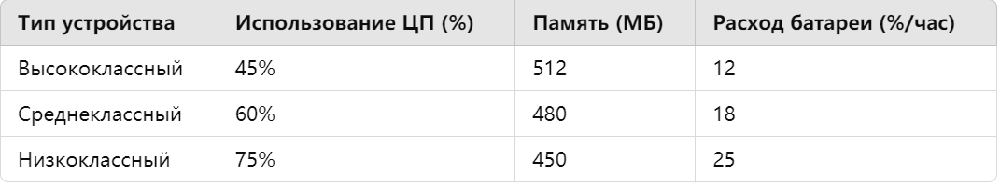 Тип устройства Использование ЦП (%) Память (МБ) Расход батареи (%/час)
Высококлассный 45% 512 12
Среднеклассный 60% 480 18
Низкоклассный 75% 450 25